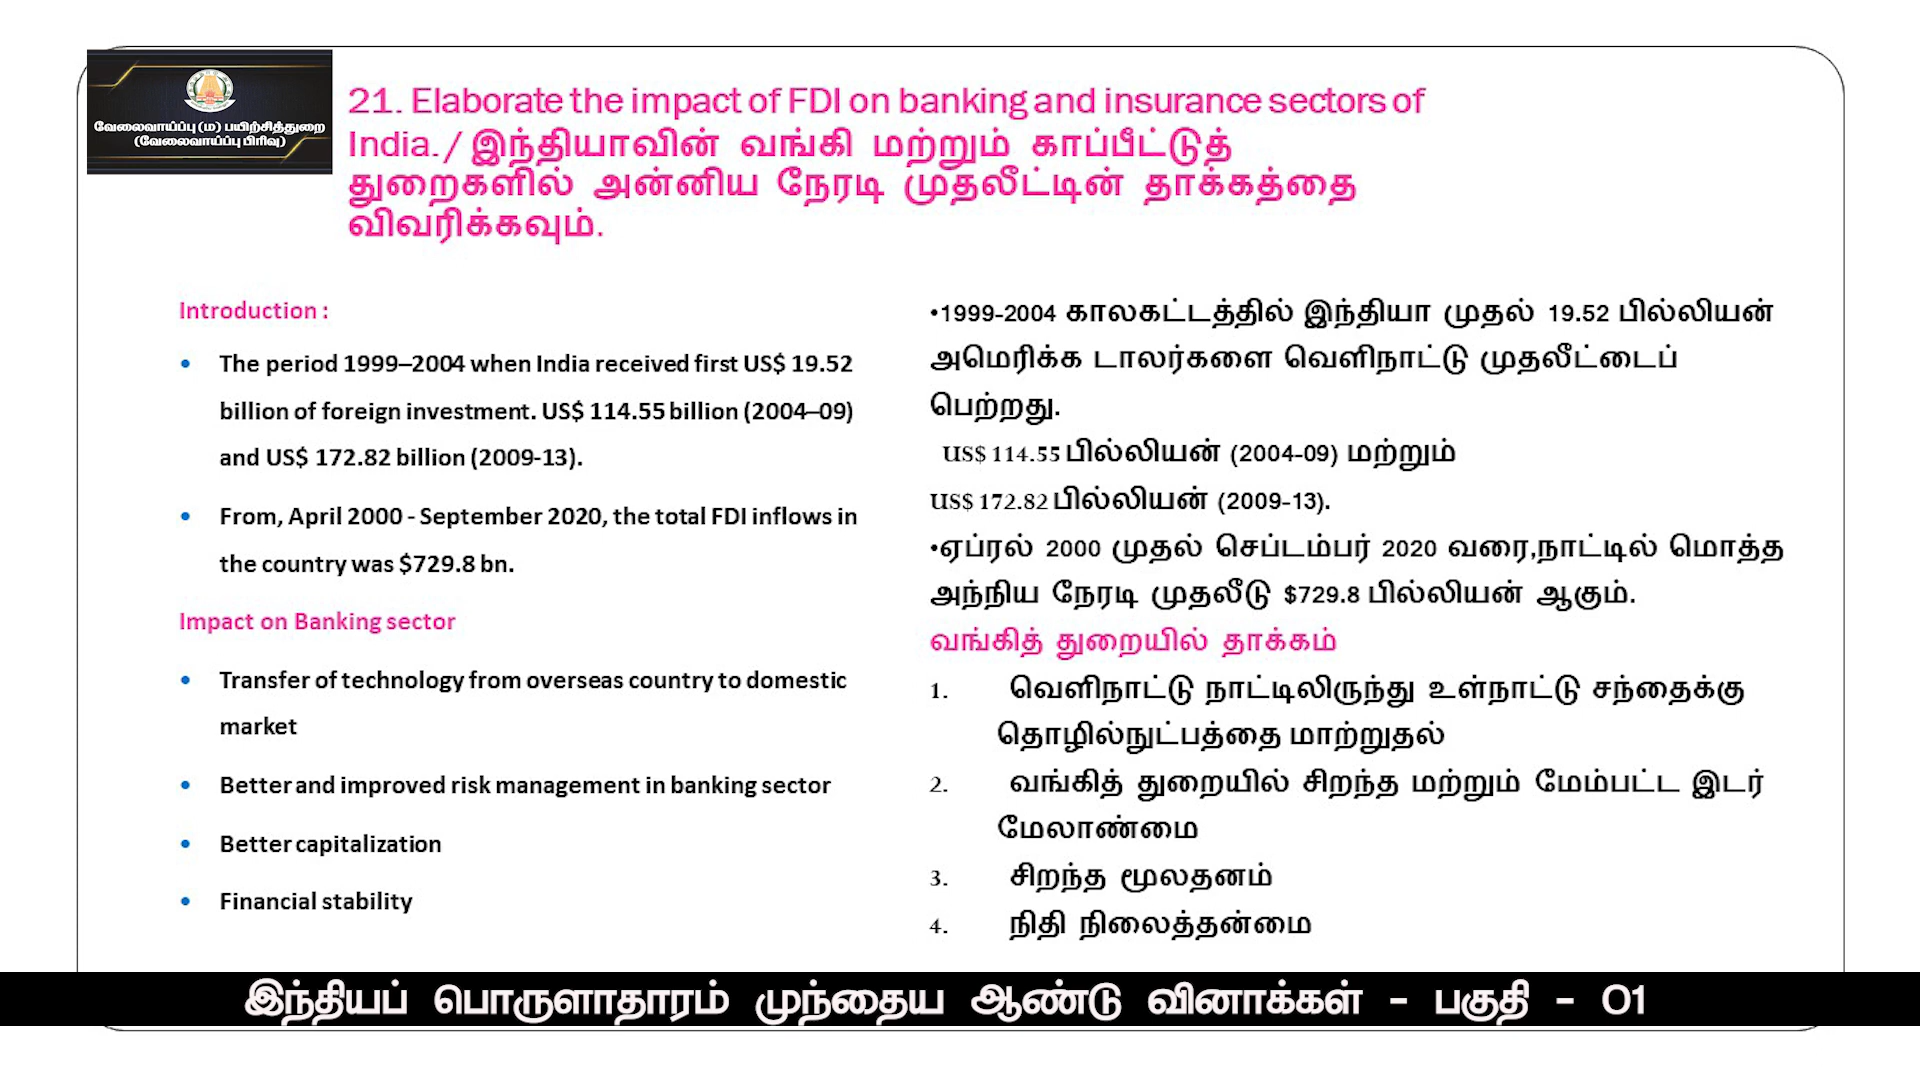 வேலைவாய்ப்பு (ம) பயிற்சித்துறை
(வேலைவாய்ப்பு பிரிவு)
21. Elaborate the impact of FDI on banking and insurance sectors of
India. / இந்தியாவின் வங்கி மற்றும் காப்பீட்டுத்
துறைகளில் அன்னிய நேரடி முதலீட்டின் தாக்கத்தை
விவரிக்கவும்.
Introduction :
• The period 1999–2004 when India received first US$ 19.52
billion of foreign investment. US$ 114.55 billion (2004–09)
and US$ 172.82 billion (2009-13).
• From, April 2000 - September 2020, the total FDI inflows in
the country was $729.8 bn.
Impact on Banking sector
• Transfer of technology from overseas country to domestic
market
• Better and improved risk management in banking sector
• Better capitalization
• Financial stability
•1999-2004 காலகட்டத்தில் இந்தியா முதல் 19.52 பில்லியன்
அமெரிக்க டாலர்களை வெளிநாட்டு முதலீட்டைப்
பெற்றது.
US$ 114.55 பில்லியன் (2004-09) மற்றும்
US$ 172.82 பில்லியன் (2009-13).
•ஏப்ரல் 2000 முதல் செப்டம்பர் 2020 வரை,நாட்டில் மொத்த
அந்நிய நேரடி முதலீடு $729.8 பில்லியன் ஆகும்.
வங்கித் துறையில் தாக்கம்
1. வெளிநாட்டு நாட்டிலிருந்து உள்நாட்டு சந்தைக்கு
தொழில்நுட்பத்தை மாற்றுதல்
2. வங்கித் துறையில் சிறந்த மற்றும் மேம்பட்ட இடர்
மேலாண்மை
3. சிறந்த மூலதனம்
4. நிதி நிலைத்தன்மை
இந்தியப் பொருளாதாரம் முந்தைய ஆண்டு வினாக்கள் - பகுதி - 01